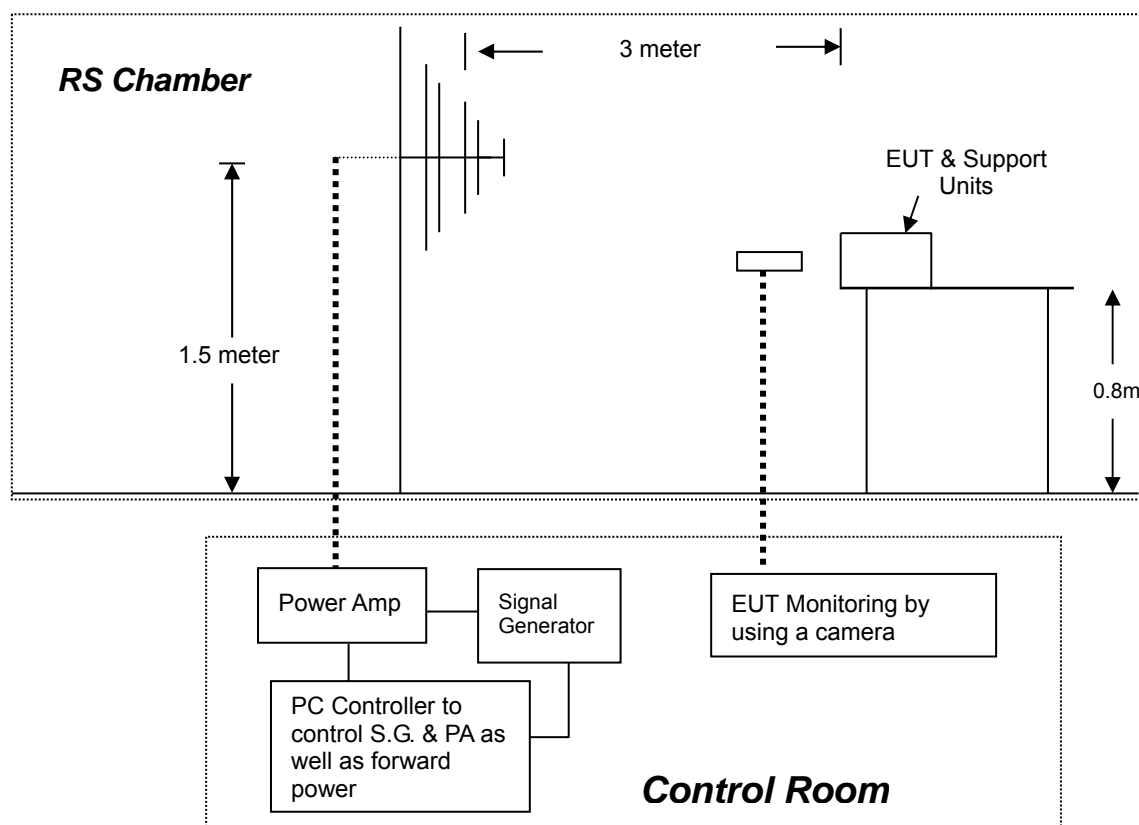 3 meter
RS Chamber
EUT & Support
Units
1.5 meter
0.8m
Power Amp
Signal
Generator
EUT Monitoring by
using a camera
PC Controller to
control S.G. & PA as
well as forward
power
Control Room